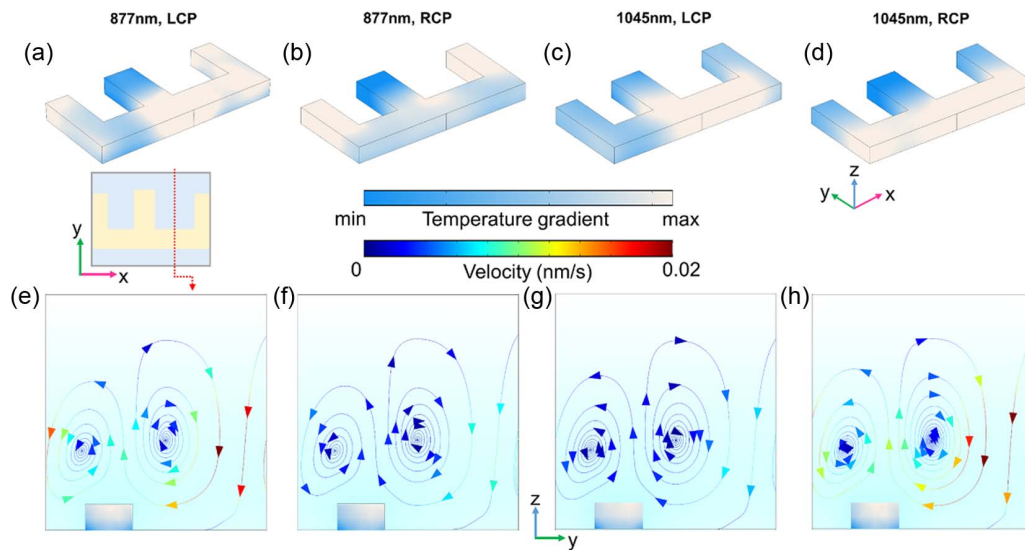 877nm, LCP
877nm, RCP
1045nm, LCP
1045nm, RCP
(a)
(b)
(c)
(d)
y
x
min
Temperature gradient
max
0
Velocity (nm/s)
0.02
z
y
x
(e)
(f)
(g)
(h)
z
y